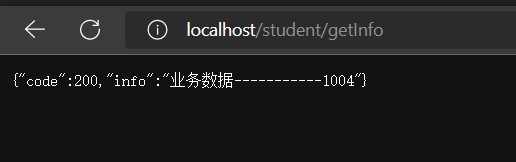 localhost/student/getInfo
{"code":200,"info":"业务数据-----------1004"}